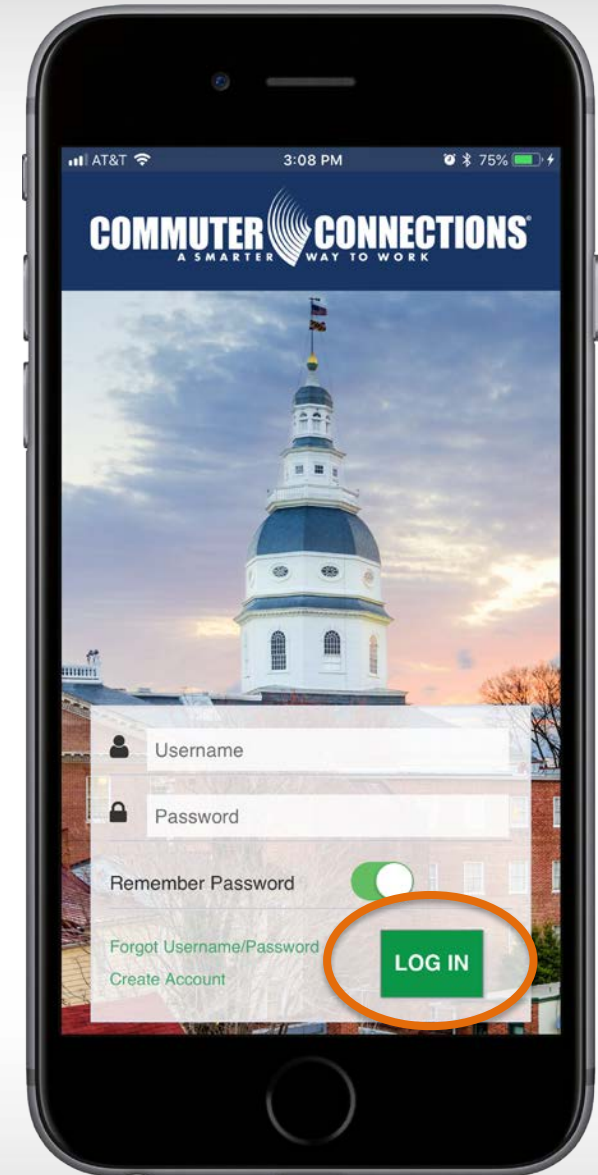 AT&T 3:08 PM 75%
COMMUTER CONNECTIONS®
A SMARTER WAY TO WORK
Username
Password
Remember Password
Forgot Username/Password
LOG IN
Create Account